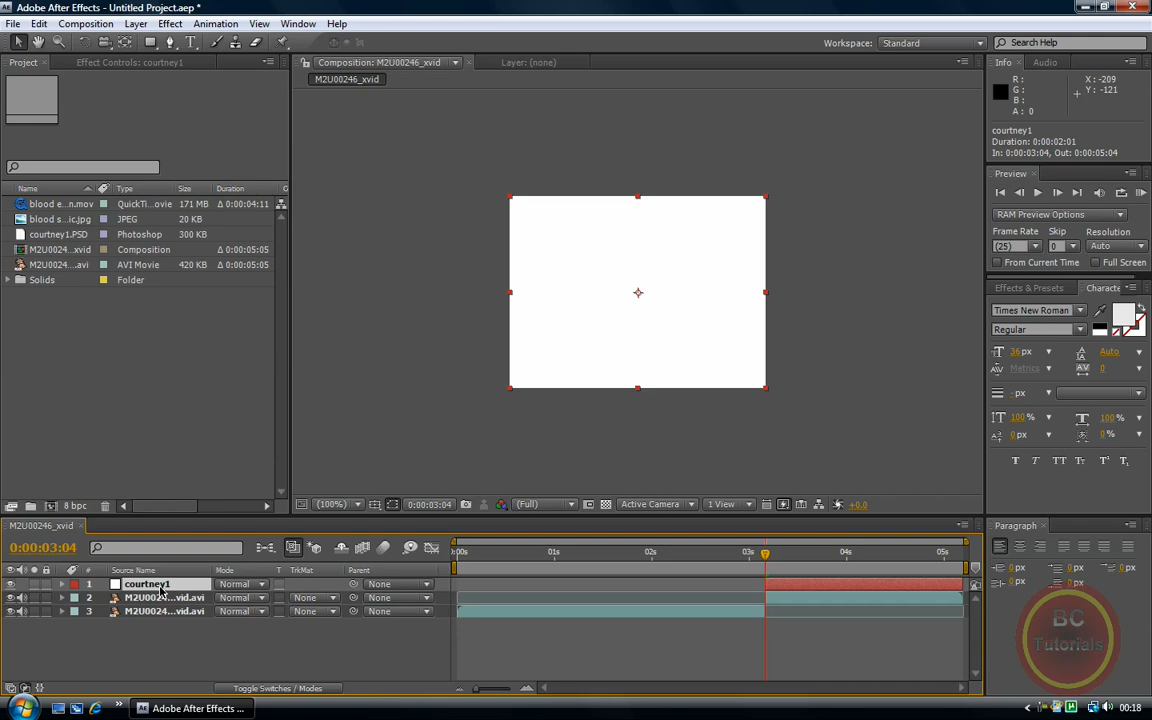 Adobe After Effects - Untitled Project.aep *
File Edit Composition Layer Effect Animation View Window Help
Workspace: Standard Search Help
Project Effect Controls: courtney1
Composition: M2U00246_xvid Layer: (none)
M2U00246_xvid
Info Audio
R :
G :
B :
A : 0
X : -209
Y : -121
courtney1
Duration: 0:00:02:01
In: 0:00:03:04, Out: 0:00:05:04
Preview
RAM Preview Options
Frame Rate Skip Resolution
(25) 0 Auto
From Current Time Full Screen
Effects & Presets Characte
Times New Roman
Regular
36 px Auto
Metrics 0
- px
100 % 100 %
0 px 0 %
T T TT Tt T¹ T₁
Name Type Size Duration
blood e...n.mov QuickTi...ovie 171 MB Δ 0:00:04:11
blood s...ic.jpg JPEG 20 KB
courtney1.PSD Photoshop 300 KB
M2U0024...xvid Composition Δ 0:00:05:05
M2U0024....avi AVI Movie 420 KB Δ 0:00:05:05
Solids Folder
8 bpc
(100%) 0:00:03:04 (Full) Active Camera 1 View +0.0
M2U00246_xvid
0:00:03:04
:00s 01s 02s 03s 04s 05s
# Source Name Mode T TrkMat Parent
1 courtney1 Normal None
2 M2U0024...vid.avi Normal None None
3 M2U0024...vid.avi Normal None None
Toggle Switches / Modes
Paragraph
0 px 0 px 0 px
0 px 0 px
BC
Tutorials
Adobe After Effects - ...
00:18